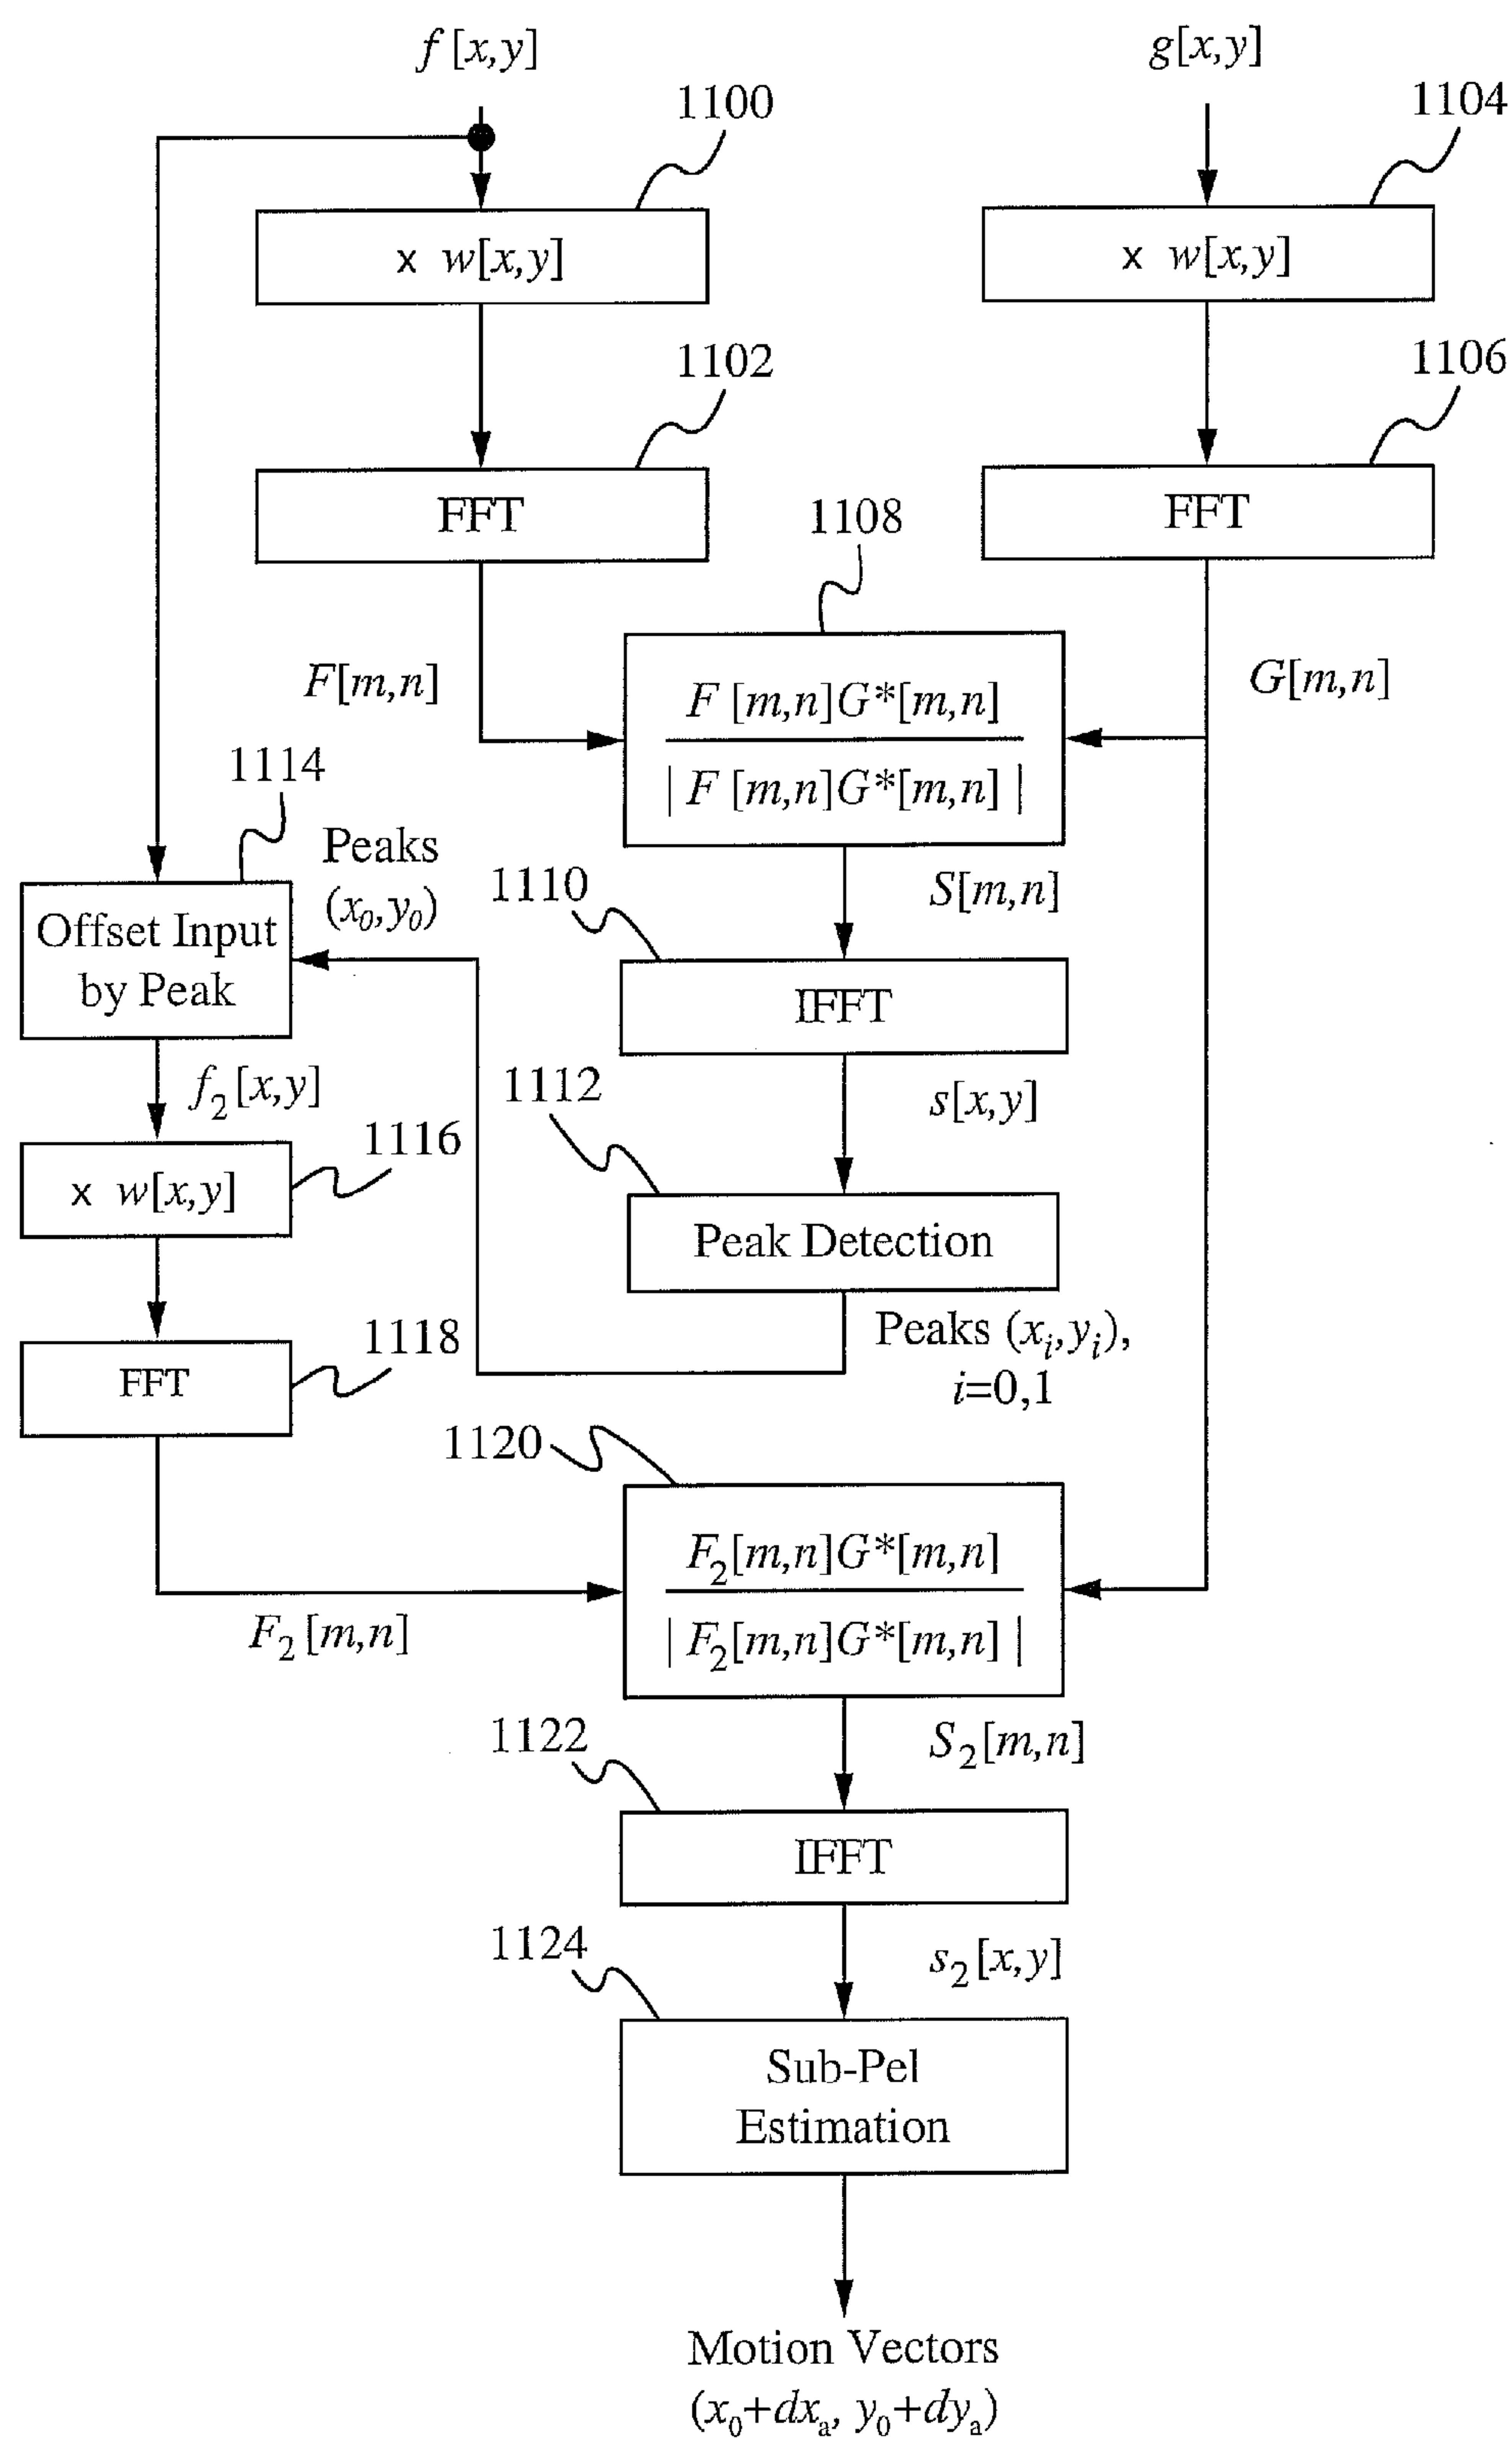 f [x,y]
g[x,y]
1100
1104
x w[x,y]
x w[x,y]
1102
1106
FFT
FFT
1108
F[m,n]
G[m,n]
F [m,n]G*[m,n]
| F [m,n]G*[m,n] |
1114
Peaks
(x0,y0)
Offset Input
by Peak
1110
S[m,n]
IFFT
f2 [x,y]
1112
s[x,y]
1116
x w[x,y]
Peak Detection
1118
FFT
Peaks (xi,yi),
i=0,1
1120
F2[m,n]G*[m,n]
| F2[m,n]G*[m,n] |
F2 [m,n]
1122
S2[m,n]
IFFT
1124
s2[x,y]
Sub-Pel
Estimation
Motion Vectors
(x0+dxa, y0+dya)